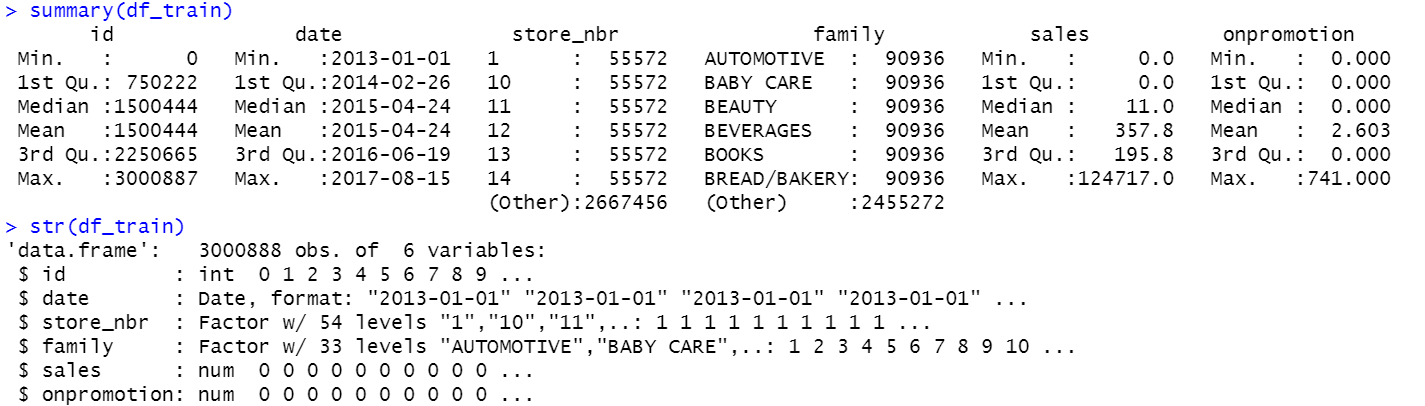 > summary(df_train)
id date store_nbr family sales onpromotion
Min. : 0 Min. :2013-01-01 1 : 55572 AUTOMOTIVE : 90936 Min. : 0.0 Min. : 0.000
1st Qu.: 750222 1st Qu.:2014-02-26 10 : 55572 BABY CARE : 90936 1st Qu.: 0.0 1st Qu.: 0.000
Median :1500444 Median :2015-04-24 11 : 55572 BEAUTY : 90936 Median : 11.0 Median : 0.000
Mean :1500444 Mean :2015-04-24 12 : 55572 BEVERAGES : 90936 Mean : 357.8 Mean : 2.603
3rd Qu.:2250665 3rd Qu.:2016-06-19 13 : 55572 BOOKS : 90936 3rd Qu.: 195.8 3rd Qu.: 0.000
Max. :3000887 Max. :2017-08-15 14 : 55572 BREAD/BAKERY: 90936 Max. :124717.0 Max. :741.000
(Other):2667456 (Other) :2455272
> str(df_train)
'data.frame': 3000888 obs. of 6 variables:
$ id : int 0 1 2 3 4 5 6 7 8 9 ...
$ date : Date, format: "2013-01-01" "2013-01-01" "2013-01-01" "2013-01-01" ...
$ store_nbr : Factor w/ 54 levels "1","10","11",..: 1 1 1 1 1 1 1 1 1 1 ...
$ family : Factor w/ 33 levels "AUTOMOTIVE","BABY CARE",..: 1 2 3 4 5 6 7 8 9 10 ...
$ sales : num 0 0 0 0 0 0 0 0 0 0 ...
$ onpromotion: num 0 0 0 0 0 0 0 0 0 0 ...